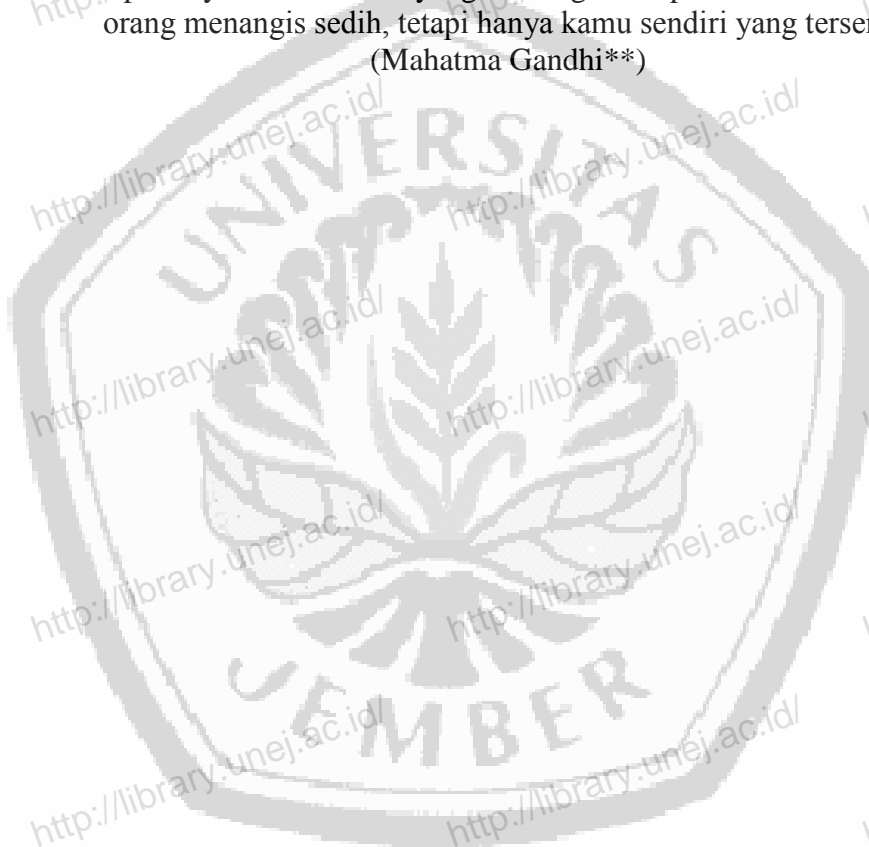 orang menangis sedih, tetapi hanya kamu sendiri yang
(Mahatma Gandhi**)
http://library.unej.ac.id/ http://library.unej.ac.id/
UNIVERSITAS
http://library.unej.ac.id/ http://library.unej.ac.id/
http://library.unej.ac.id/ http://library.unej.ac.id/
JEMBER
http://library.unej.ac.id/ http://library.unej.ac.id/